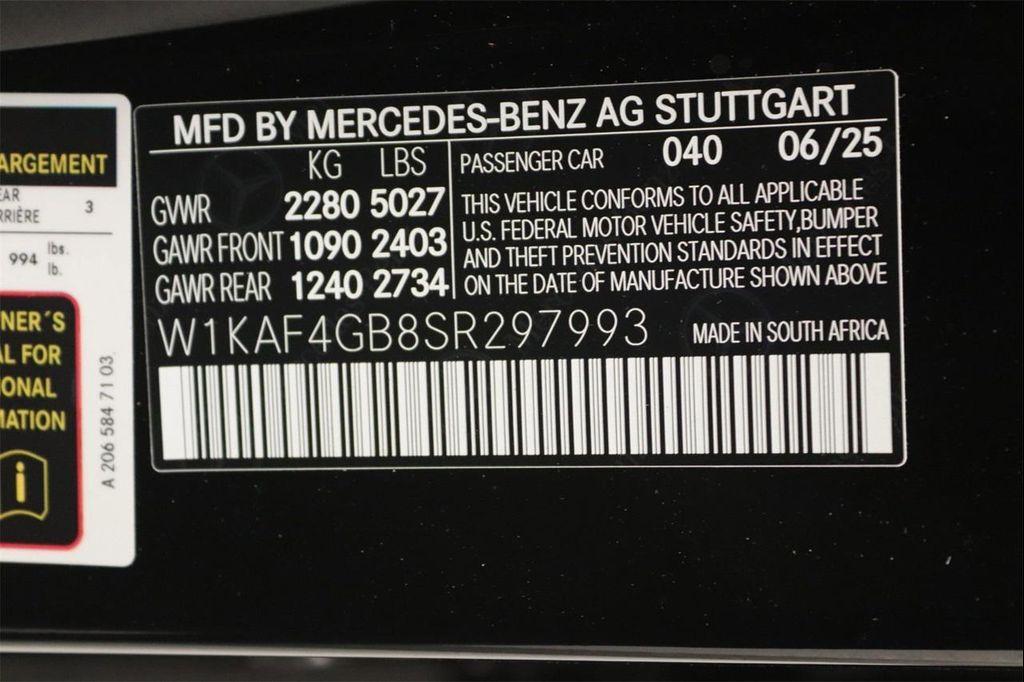 ARGEMENT
EAR
RRIÈRE 3
994 lbs.
lb.
NER´S
AL FOR
IONAL
MATION
i
A 206 584 71 03
MFD BY MERCEDES-BENZ AG STUTTGART
KG LBS
GVWR 2280 5027
GAWR FRONT 1090 2403
GAWR REAR 1240 2734
PASSENGER CAR 040 06/25
THIS VEHICLE CONFORMS TO ALL APPLICABLE
U.S. FEDERAL MOTOR VEHICLE SAFETY,BUMPER
AND THEFT PREVENTION STANDARDS IN EFFECT
ON THE DATE OF MANUFACTURE SHOWN ABOVE
W1KAF4GB8SR297993 MADE IN SOUTH AFRICA